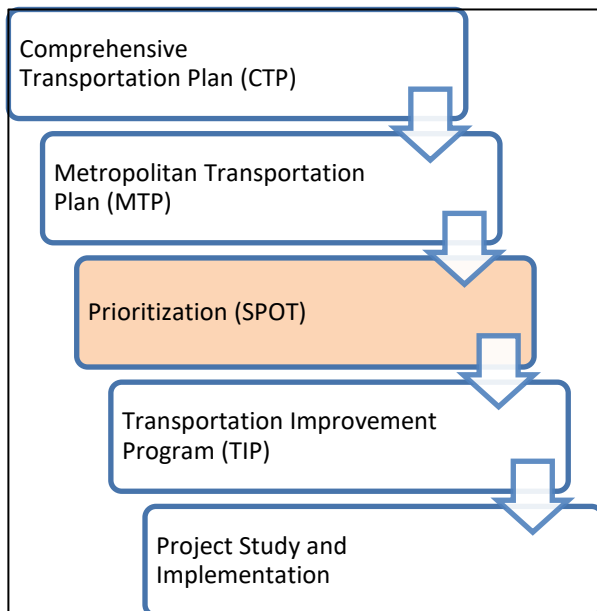 Comprehensive
Transportation Plan (CTP)
Metropolitan Transportation
Plan (MTP)
Prioritization (SPOT)
Transportation Improvement
Program (TIP)
Project Study and
Implementation